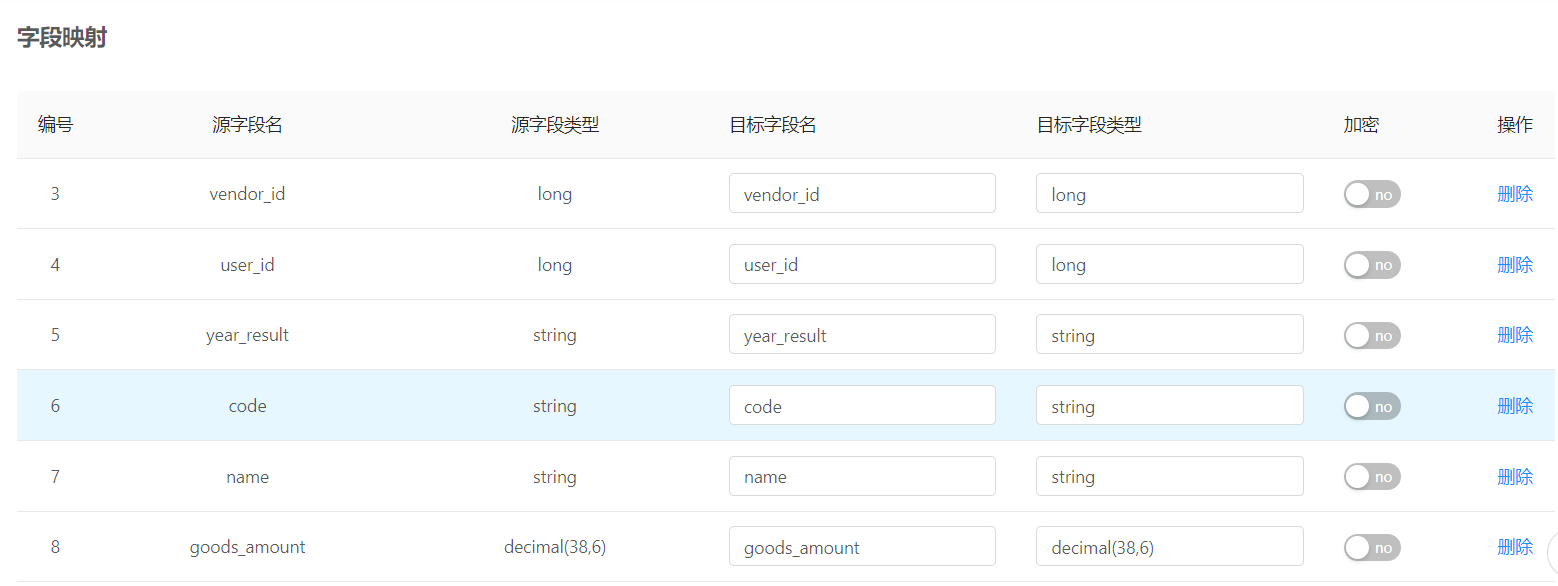 字段映射
编号 源字段名 源字段类型 目标字段名 目标字段类型 加密 操作
3 vendor_id long vendor_id long no 删除
4 user_id long user_id long no 删除
5 year_result string year_result string no 删除
6 code string code string no 删除
7 name string name string no 删除
8 goods_amount decimal(38,6) goods_amount decimal(38,6) no 删除